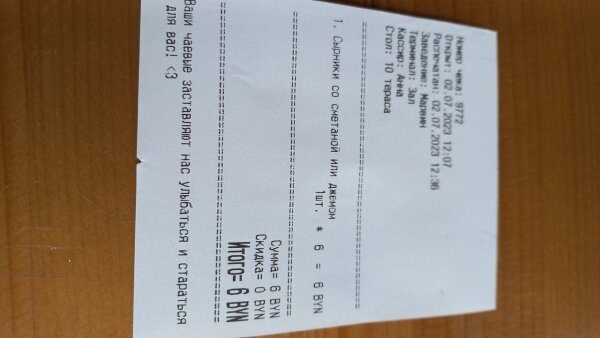 Номер чека: 9772
Открыт: 02.07.2023 12:07
Распечатан: 02.07.2023 12:36
Заведение: Марвин
Терминал: Зал
Кассир: Анна
Стол: 10 тераса
================================
1. Сырники со сметаной или джемом
1шт. * 6 = 6 BYN
================================
Сумма= 6 BYN
Скидка= 0 BYN
Итого= 6 BYN
================================
Ваши чаевые заставляют нас улыбаться и стараться
для вас! <3